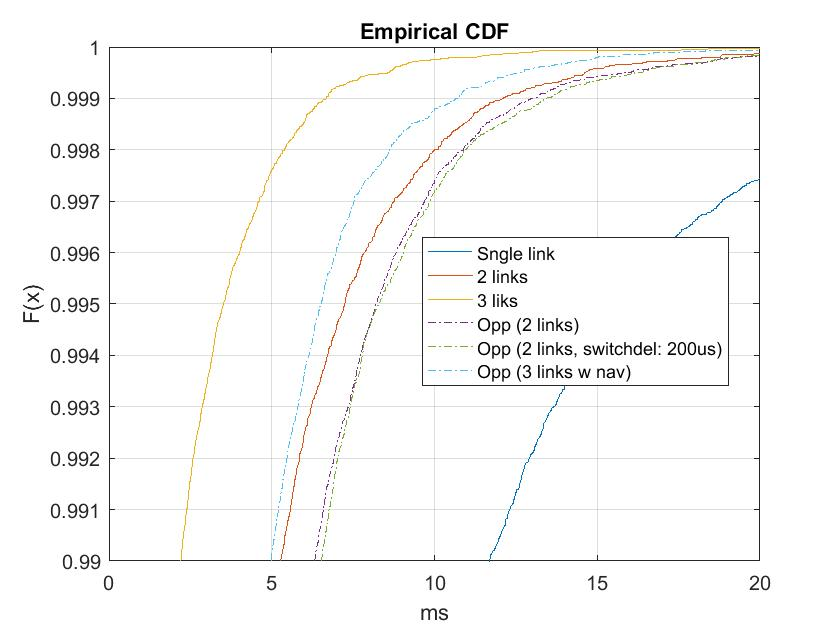 Empirical CDF
1
0.999
0.998
0.997
0.996
0.995
0.994
0.993
0.992
0.991
0.99
F(x)
Sngle link
2 links
3 liks
Opp (2 links)
Opp (2 links, switchdel: 200us)
Opp (3 links w nav)
0 5 10 15 20
ms